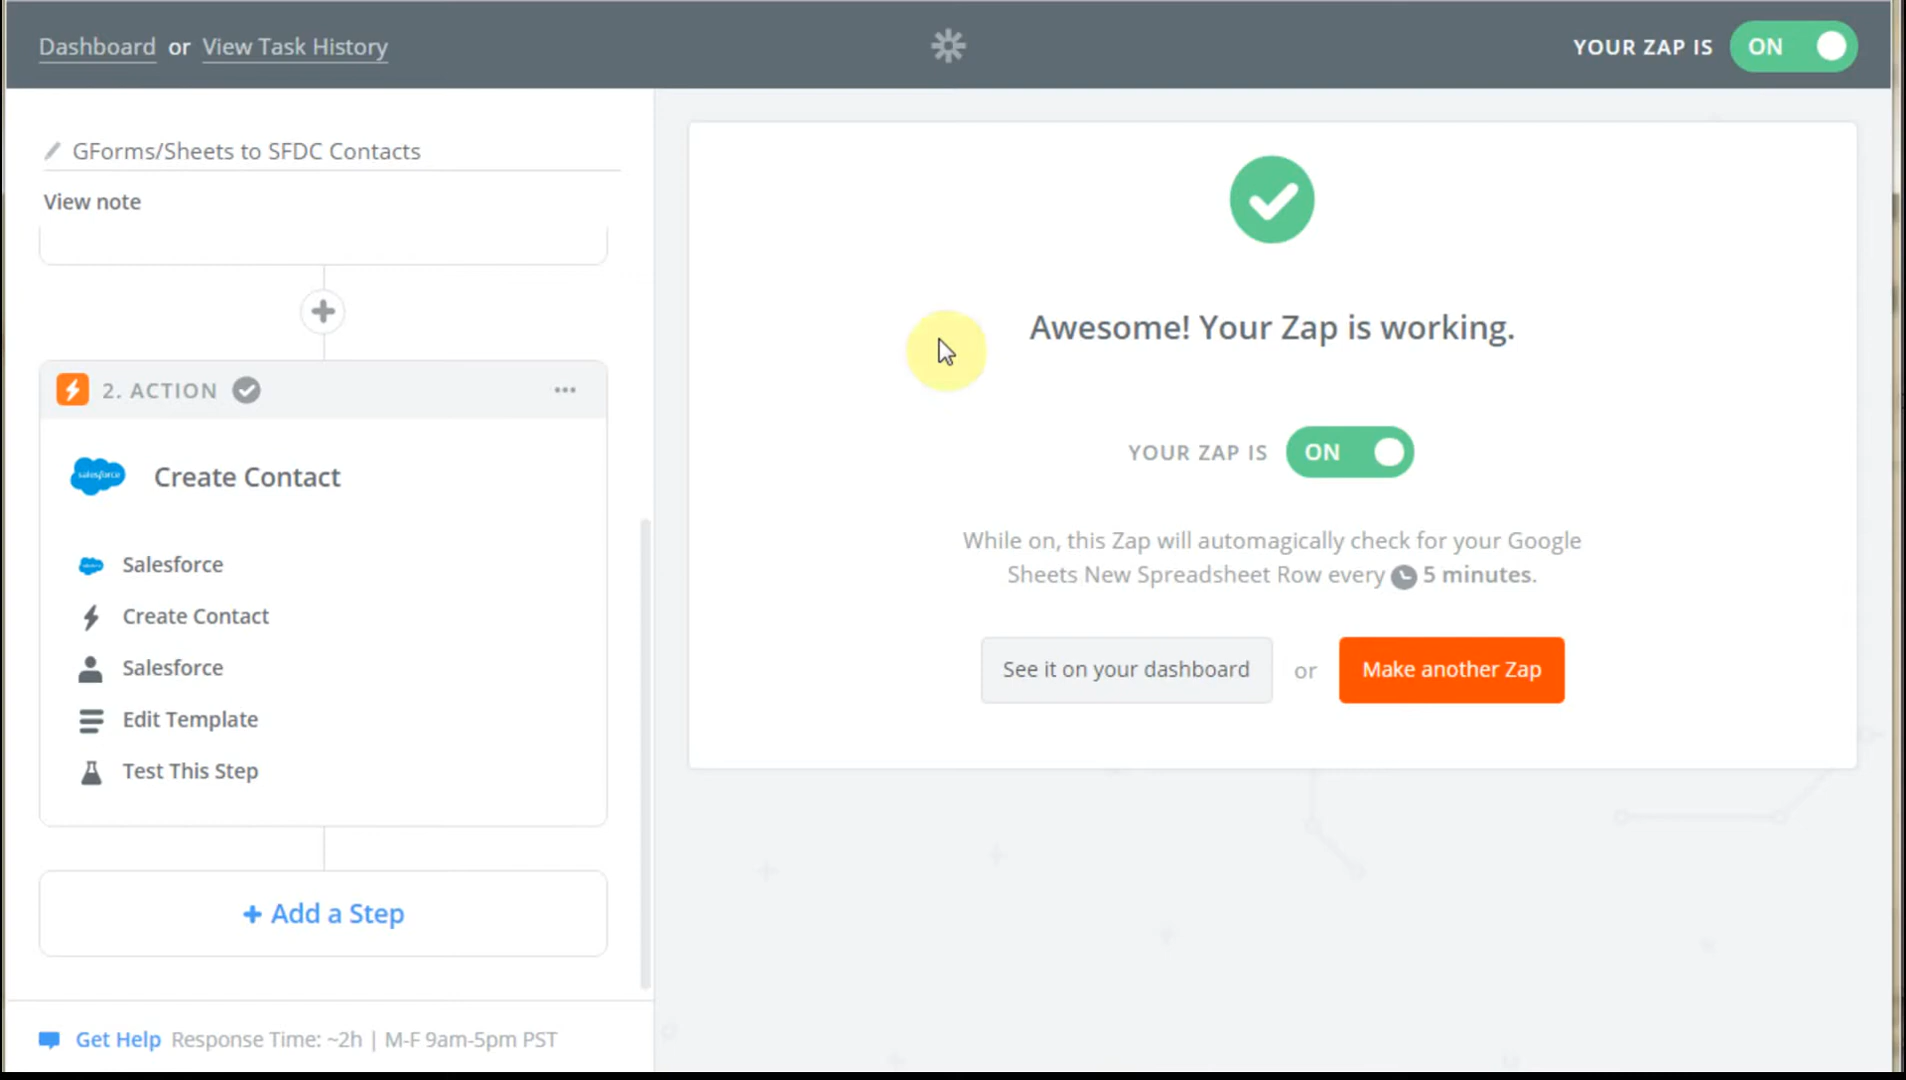 Dashboard or View Task History
YOUR ZAP IS ON
GForms/Sheets to SFDC Contacts
View note
2. ACTION
salesforce
Create Contact
Salesforce
Create Contact
Salesforce
Edit Template
Test This Step
+ Add a Step
Get Help Response Time: ~2h | M-F 9am-5pm PST
Awesome! Your Zap is working.
YOUR ZAP IS ON
While on, this Zap will automagically check for your Google
Sheets New Spreadsheet Row every 5 minutes.
See it on your dashboard or Make another Zap